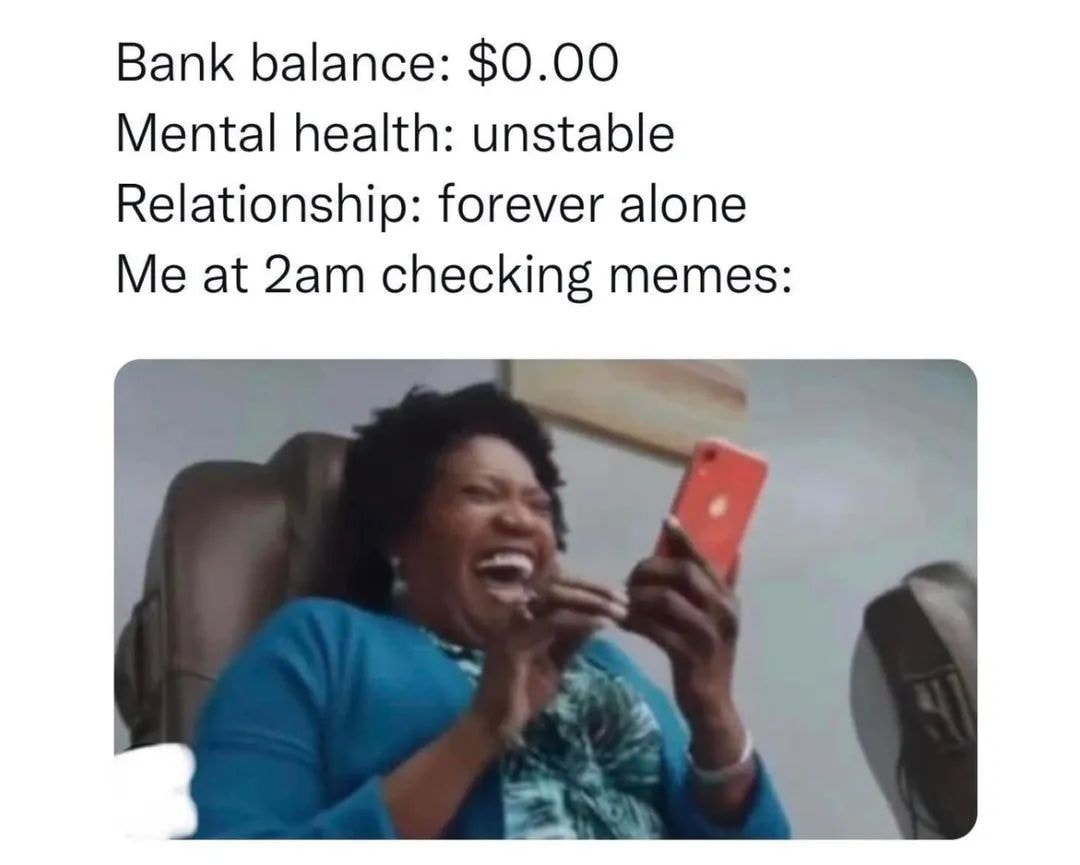 Bank balance: $0.00
Mental health: unstable
Relationship: forever alone
Me at 2am checking memes: